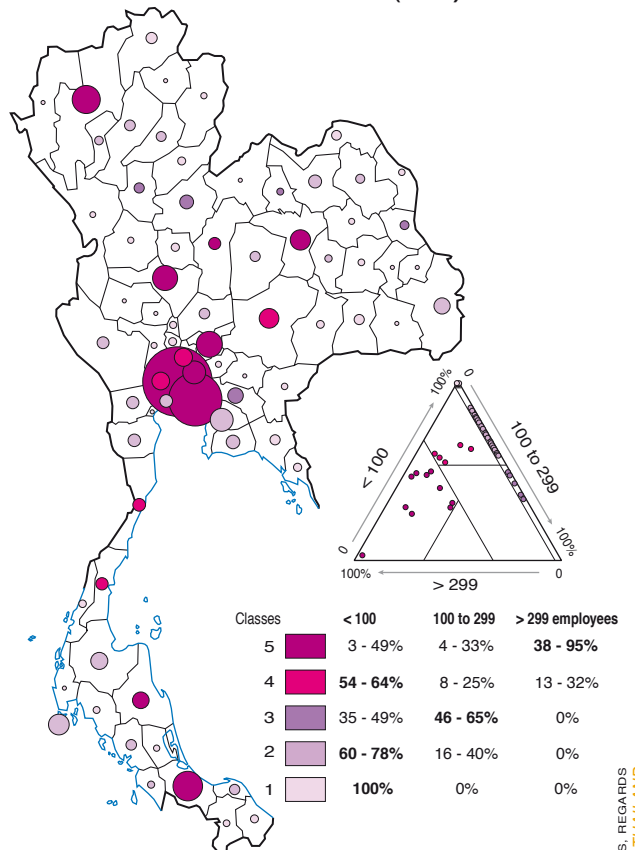 100%
0
< 100
100 to 299
0
100%
100%
0
> 299
Classes < 100 100 to 299 > 299 employees
5 3 - 49% 4 - 33% 38 - 95%
4 54 - 64% 8 - 25% 13 - 32%
3 35 - 49% 46 - 65% 0%
2 60 - 78% 16 - 40% 0%
1 100% 0% 0%
S, REGARDS
THAILAND